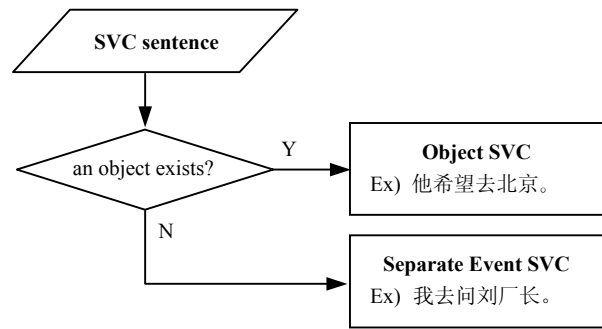 SVC sentence
an object exists?
Y
Object SVC
Ex) 他希望去北京。
N
Separate Event SVC
Ex) 我去问刘厂长。